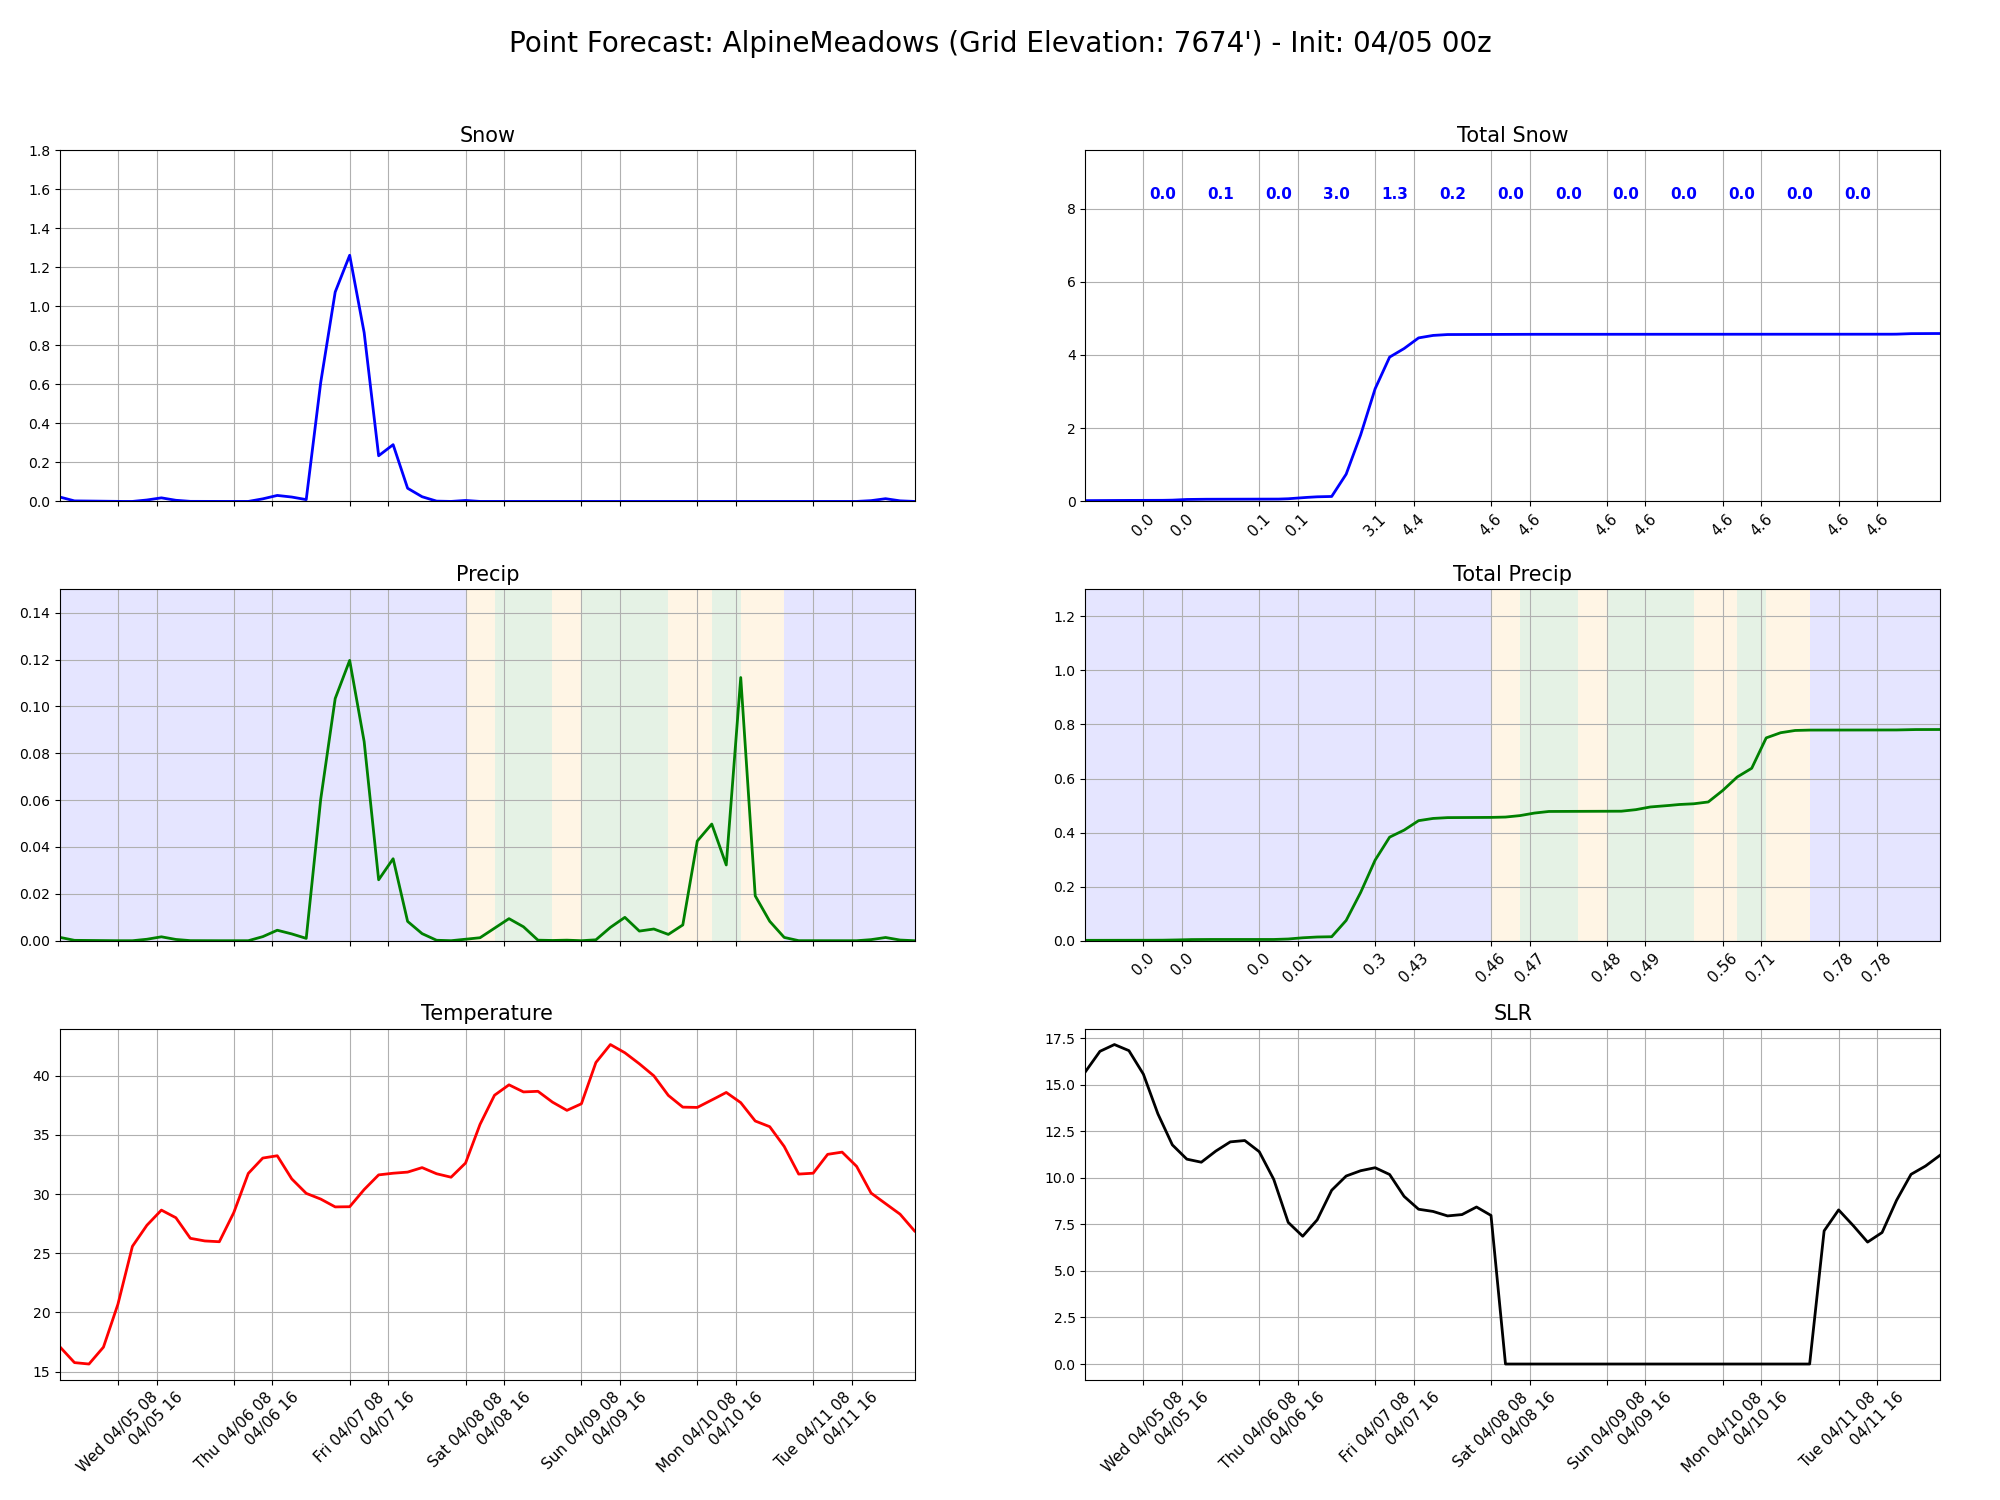 Point Forecast: AlpineMeadows (Grid Elevation: 7674') - Init: 04/05 00z
Snow
1.8
1.6
1.4
1.2
1.0
0.8
0.6
0.4
0.2
0.0
Total Snow
0.0 0.1 0.0 3.0 1.3 0.2 0.0 0.0 0.0 0.0 0.0 0.0 0.0
8
6
4
2
0
0.0 0.0 0.1 0.1 3.1 4.4 4.6 4.6 4.6 4.6 4.6 4.6 4.6 4.6
Precip
0.14
0.12
0.10
0.08
0.06
0.04
0.02
0.00
Total Precip
1.2
1.0
0.8
0.6
0.4
0.2
0.0
0.0 0.0 0.0 0.01 0.3 0.43 0.46 0.47 0.48 0.49 0.56 0.71 0.78 0.78
Temperature
40
35
30
25
20
15
Wed 04/05 08
04/05 16
Thu 04/06 08
04/06 16
Fri 04/07 08
04/07 16
Sat 04/08 08
04/08 16
Sun 04/09 08
04/09 16
Mon 04/10 08
04/10 16
Tue 04/11 08
04/11 16
SLR
17.5
15.0
12.5
10.0
7.5
5.0
2.5
0.0
Wed 04/05 08
04/05 16
Thu 04/06 08
04/06 16
Fri 04/07 08
04/07 16
Sat 04/08 08
04/08 16
Sun 04/09 08
04/09 16
Mon 04/10 08
04/10 16
Tue 04/11 08
04/11 16